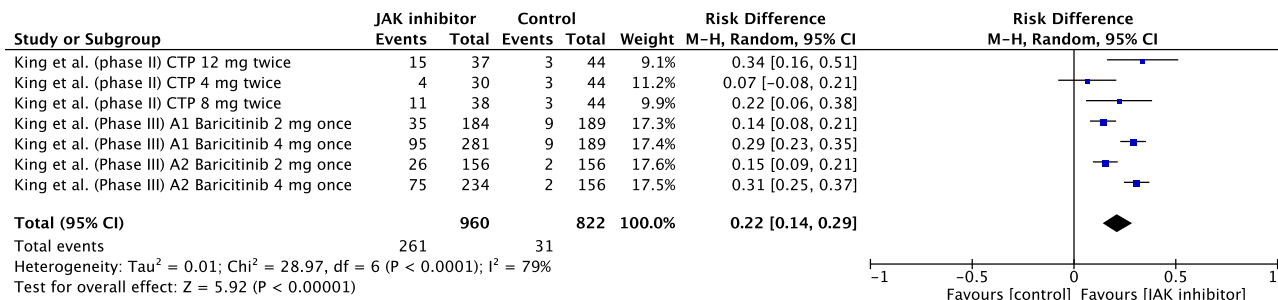 JAK inhibitor Control Risk Difference Risk Difference
Study or Subgroup Events Total Events Total Weight M-H, Random, 95% CI M-H, Random, 95% CI
King et al. (phase II) CTP 12 mg twice 15 37 3 44 9.1% 0.34 [0.16, 0.51]
King et al. (phase II) CTP 4 mg twice 4 30 3 44 11.2% 0.07 [-0.08, 0.21]
King et al. (phase II) CTP 8 mg twice 11 38 3 44 9.9% 0.22 [0.06, 0.38]
King et al. (Phase III) A1 Baricitinib 2 mg once 35 184 9 189 17.3% 0.14 [0.08, 0.21]
King et al. (Phase III) A1 Baricitinib 4 mg once 95 281 9 189 17.4% 0.29 [0.23, 0.35]
King et al. (Phase III) A2 Baricitinib 2 mg once 26 156 2 156 17.6% 0.15 [0.09, 0.21]
King et al. (Phase III) A2 Baricitinib 4 mg once 75 234 2 156 17.5% 0.31 [0.25, 0.37]
Total (95% CI) 960 822 100.0% 0.22 [0.14, 0.29]
Total events 261 31
Heterogeneity: Tau² = 0.01; Chi² = 28.97, df = 6 (P < 0.0001); I² = 79%
Test for overall effect: Z = 5.92 (P < 0.00001)
-1 -0.5 0 0.5 1
Favours [control] Favours [JAK inhibitor]